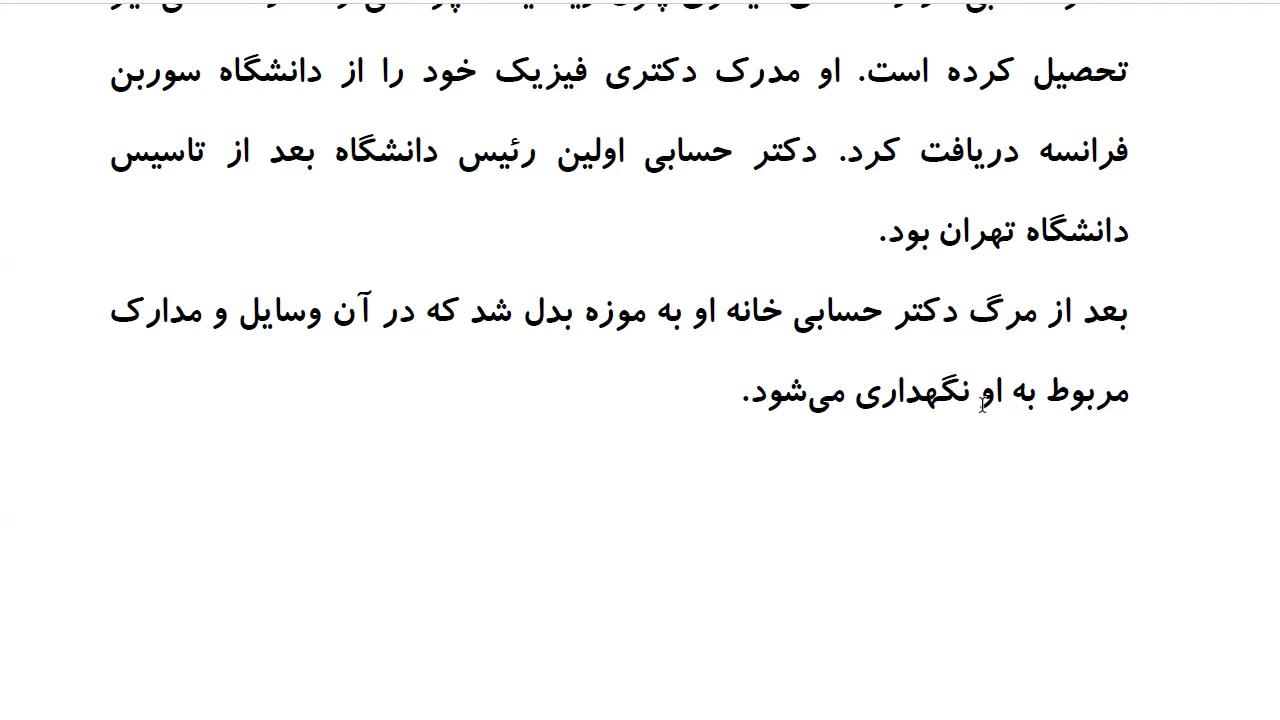 تحصیل کرده است. او مدرک دکتری فیزیک خود را از دانشگاه سوربن
فرانسه دریافت کرد. دکتر حسابی اولین رئیس دانشگاه بعد از تاسیس
دانشگاه تهران بود.
بعد از مرگ دکتر حسابی خانه او به موزه بدل شد که در آن وسایل و مدارک
مربوط به او نگهداری می‌شود.